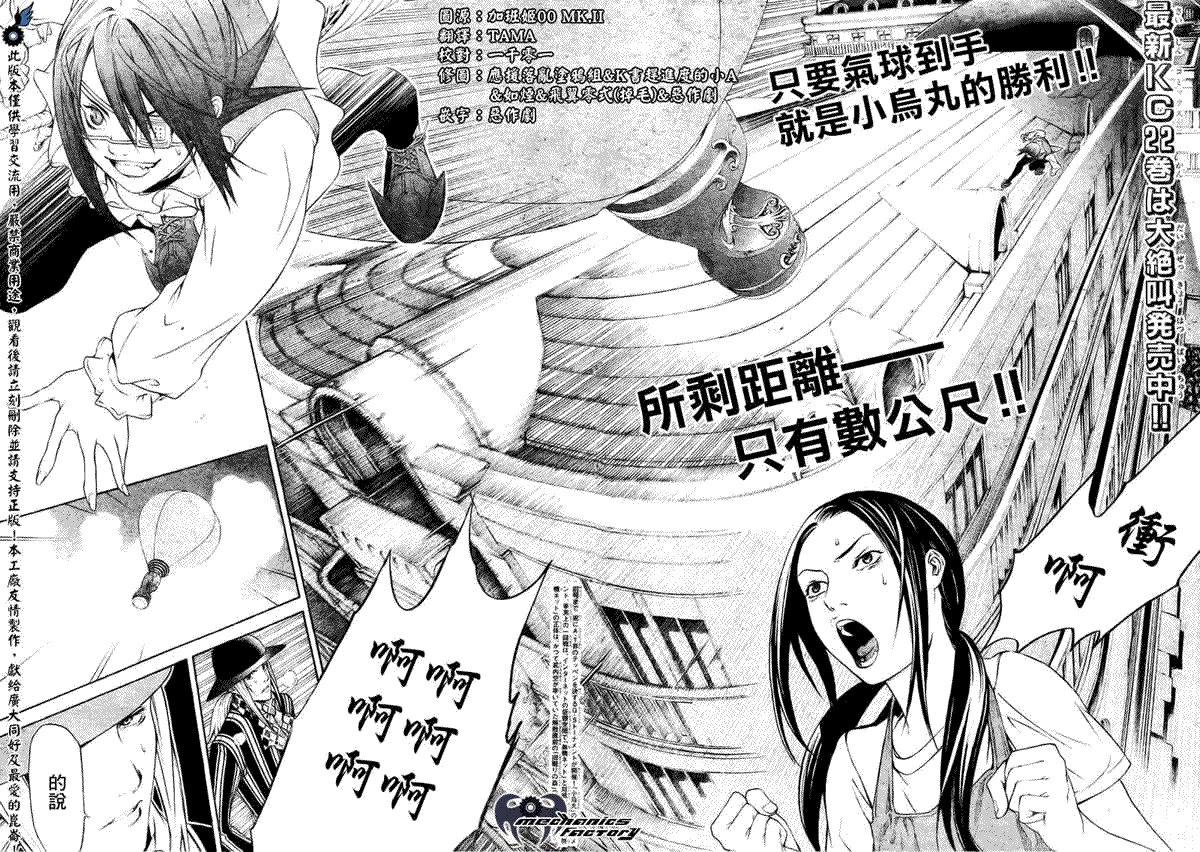 最新KC22巻は大絶叫発売中!!
只要氣球到手
就是小烏丸的勝利!!
圖源：加班姬00 MK.II
翻譯：TAMA
校對：一千零一
修圖：應援署亂塗鴉組&K書趕進度的小A
&如煙&飛翼零式(掉毛)&惡作劇
嵌字：惡作劇
所剩距離——
只有數公尺!!
衝
啊
啊啊
啊啊
啊啊
的說
此版本僅供學習交流用，嚴禁商業用途，觀看後請立刻刪除並請支持正版！本工廠友情製作，獻給廣大同好及最愛的崑崙
mechanics
factory